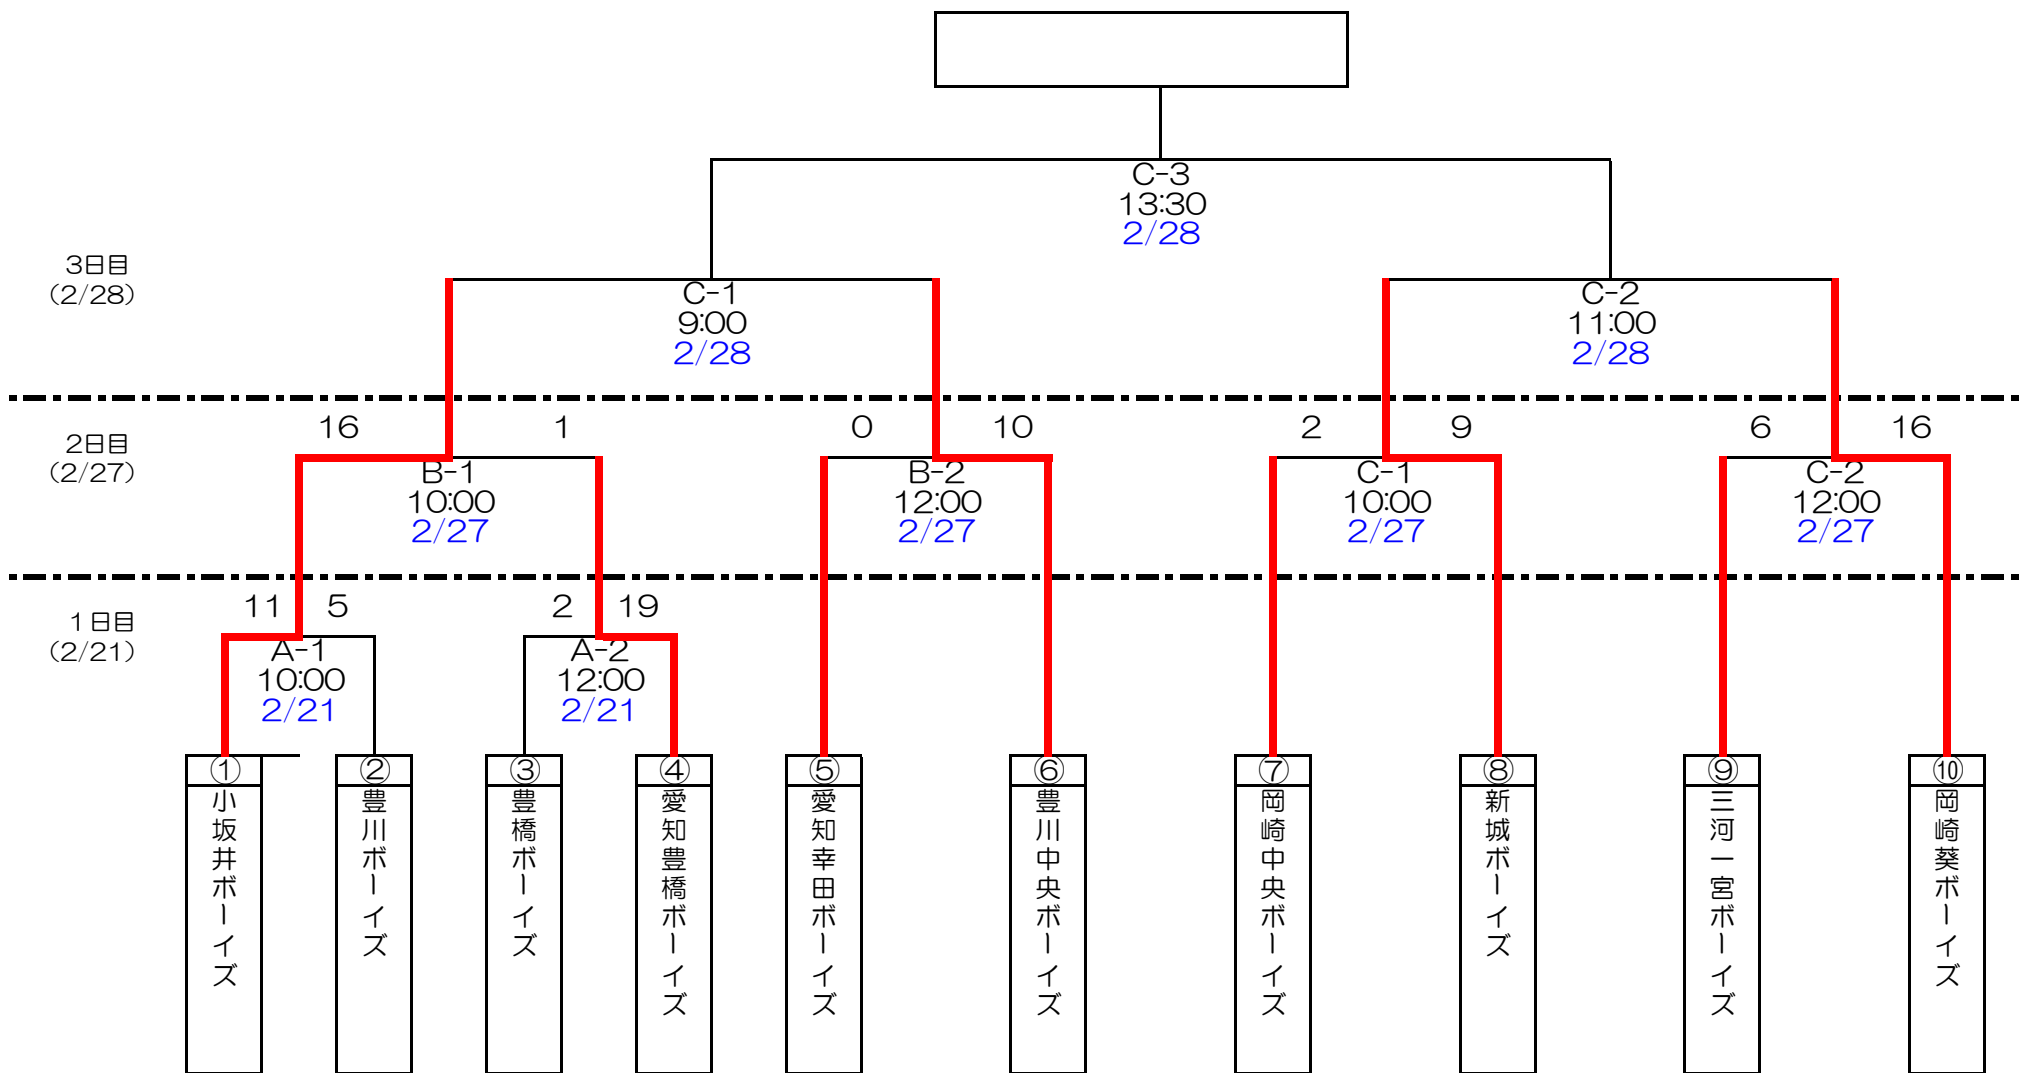 C-3
13:30
2/28
3日目
(2/28)
C-1
9:00
2/28
C-2
11:00
2/28
16 1 0 10 2 9 6 16
2日目
(2/27)
B-1
10:00
2/27
B-2
12:00
2/27
C-1
10:00
2/27
C-2
12:00
2/27
11 5 2 19
1日目
(2/21)
A-1
10:00
2/21
A-2
12:00
2/21
① 
小坂井ボーイズ
②
豊川ボーイズ
③
豊橋ボーイズ
④
愛知豊橋ボーイズ
⑤
愛知幸田ボーイズ
⑥
豊川中央ボーイズ
⑦
岡崎中央ボーイズ
⑧
新城ボーイズ
⑨
三河一宮ボーイズ
⑩
岡崎葵ボーイズ